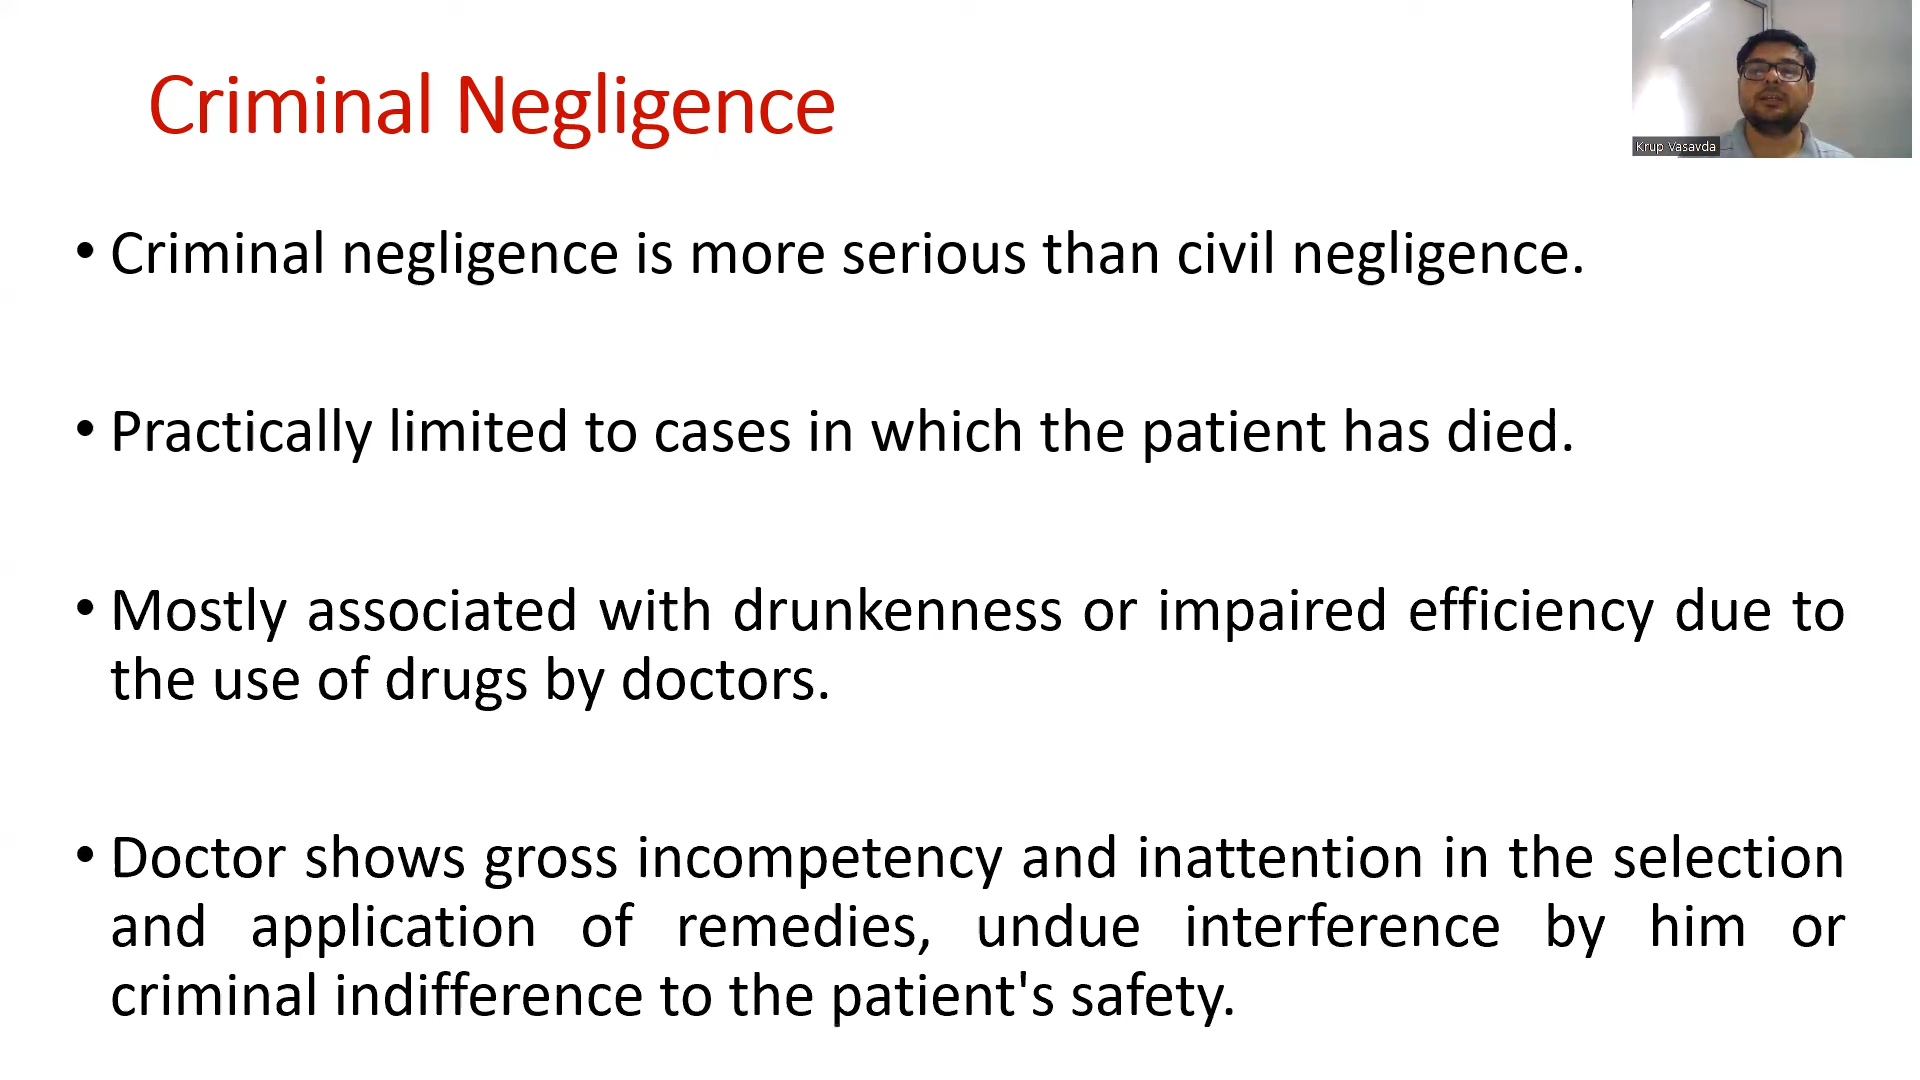 Criminal Negligence
Krup Vasavda
• Criminal negligence is more serious than civil negligence.
• Practically limited to cases in which the patient has died.
• Mostly associated with drunkenness or impaired efficiency due to
the use of drugs by doctors.
• Doctor shows gross incompetency and inattention in the selection
and application of remedies, undue interference by him or
criminal indifference to the patient's safety.